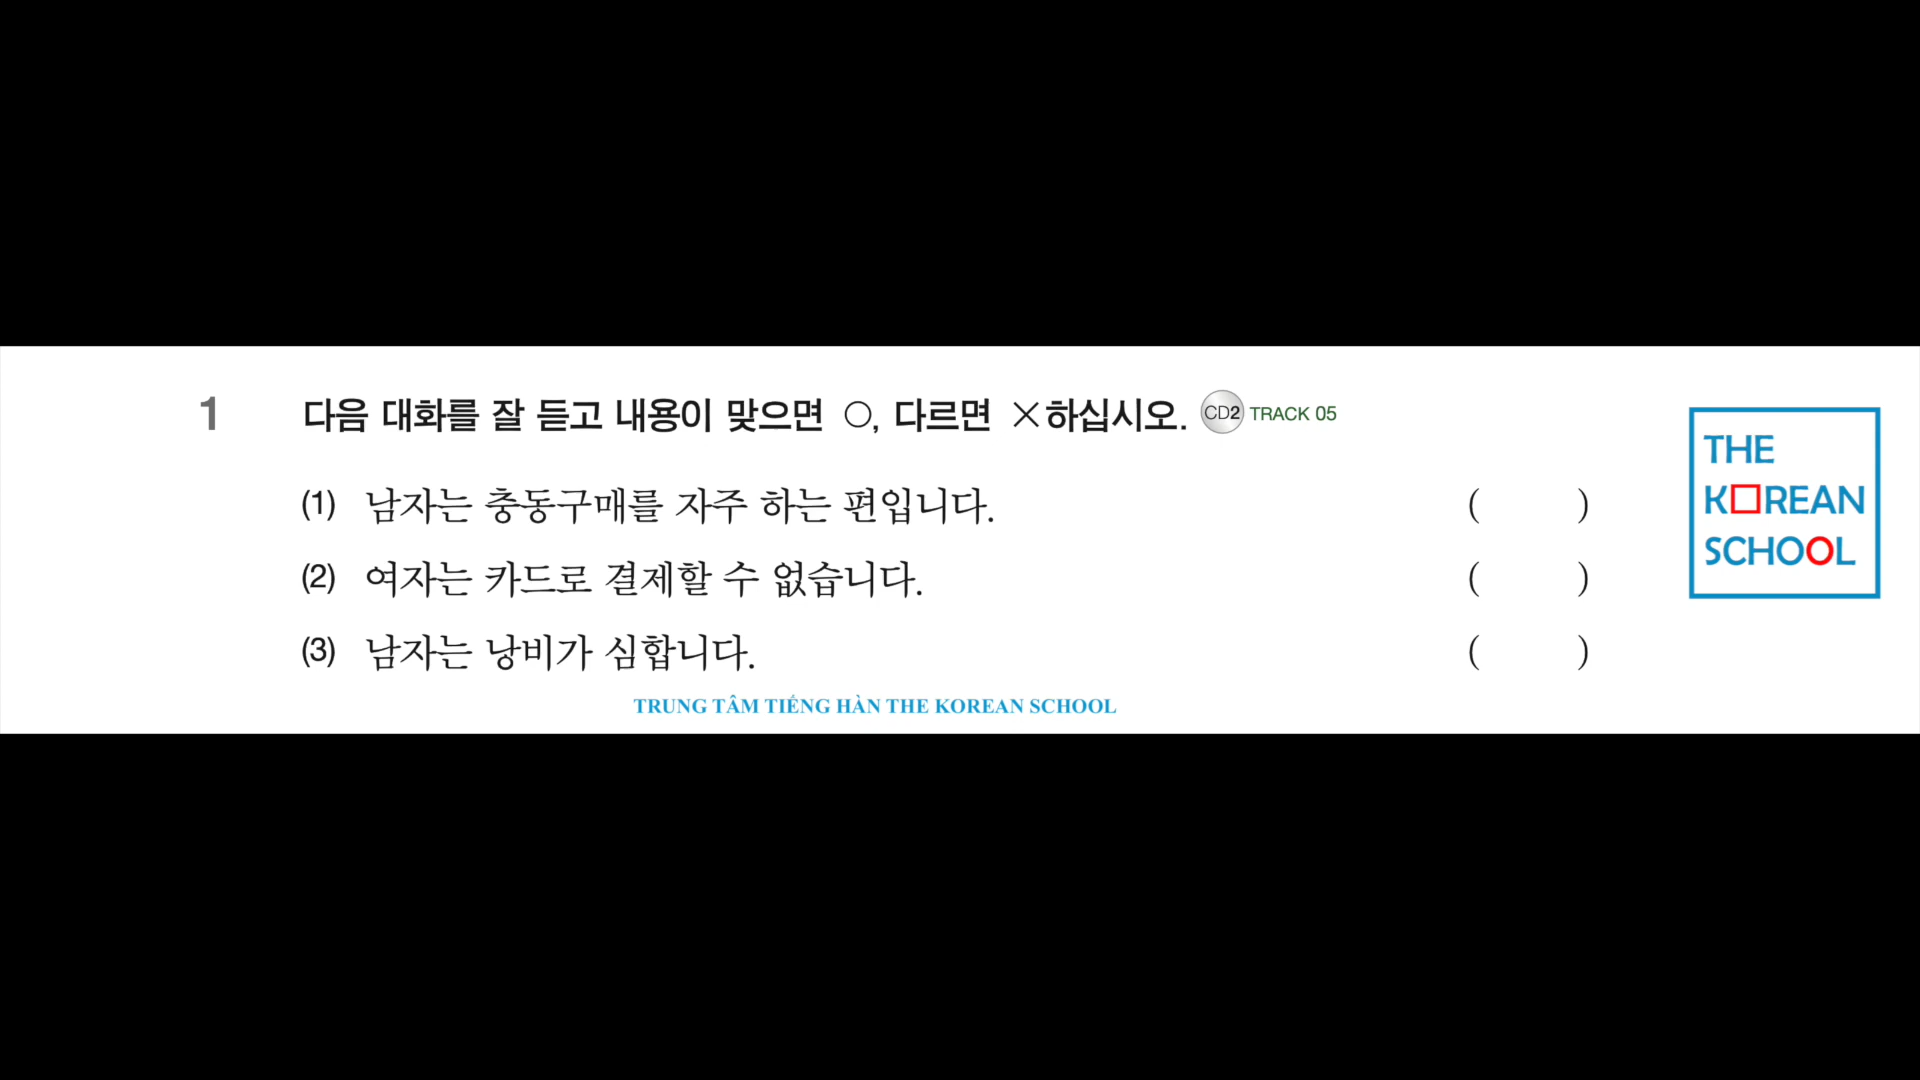 1 다음 대화를 잘 듣고 내용이 맞으면 ○, 다르면 ×하십시오. CD2 TRACK 05
(1) 남자는 충동구매를 자주 하는 편입니다. ( )
(2) 여자는 카드로 결제할 수 없습니다. ( )
(3) 남자는 낭비가 심합니다. ( )
TRUNG TÂM TIẾNG HÀN THE KOREAN SCHOOL
THE
KOREAN
SCHOOL